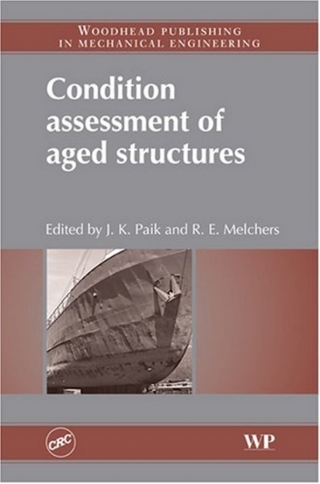 WOODHEAD PUBLISHING
IN MECHANICAL ENGINEERING
Condition
assessment of
aged structures
Edited by J. K. Paik and R. E. Melchers
CRC
WP